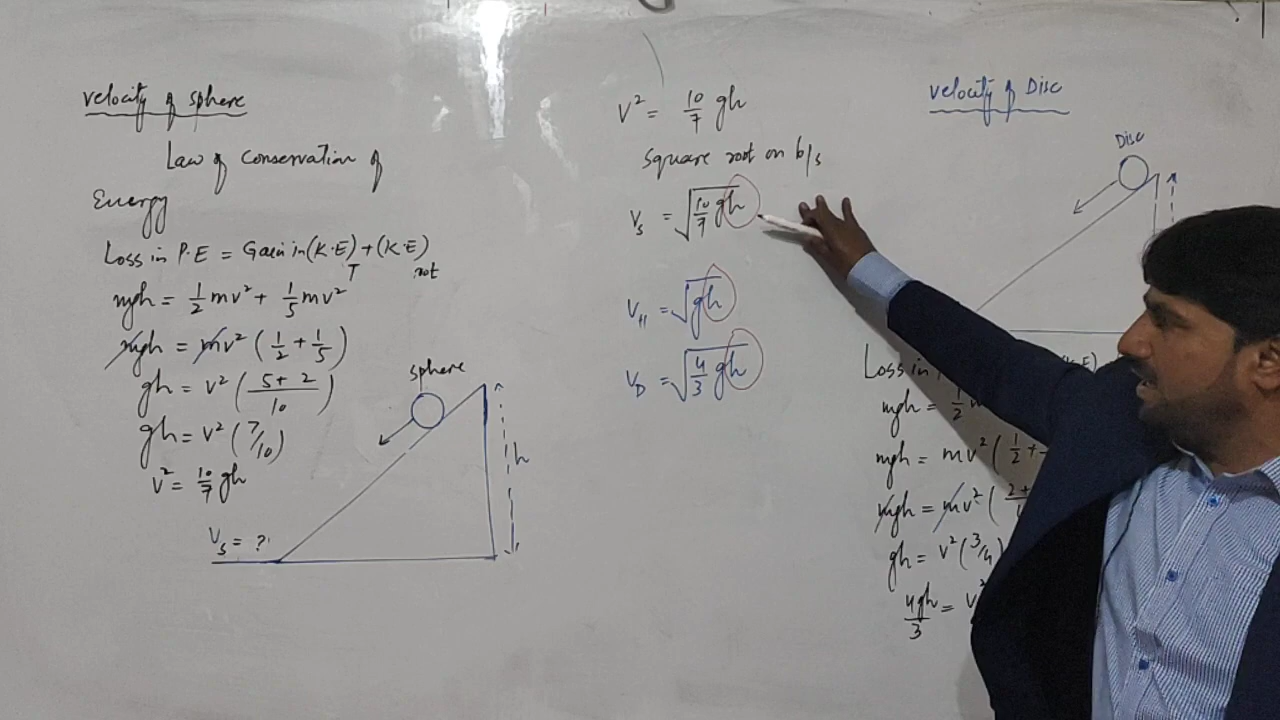 velocity of sphere
Law of Conservation of
Energy
Loss in P.E = Gain in (K.E)T + (K.E)rot
mgh = 1/2 mv² + 1/5 mv²
mgh = mv² (1/2 + 1/5)
gh = v² (5+2/10)
gh = v² (7/10)
v² = 10/7 gh
Vs = ?
sphere
h
v² = 10/7 gh
Square root on b/s
Vs = √10/7 gh
VH = √gh
VD = √4/3 gh
velocity of Disc
Disc
Loss in
mgh = 1/2 m
mgh = mv² (1/2 +
mgh = mv² (2+
gh = v² (3/4)
4gh/3 = v²